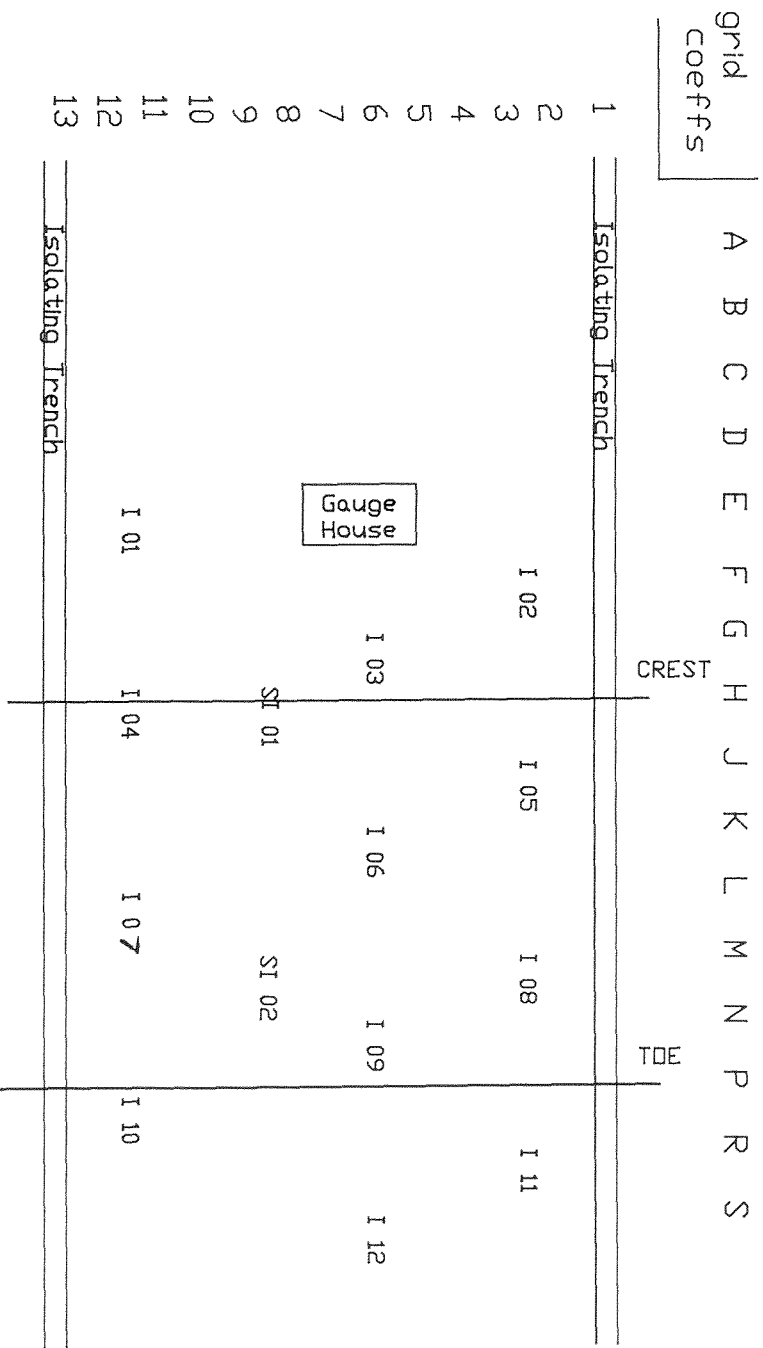 grid
coeffs
A B C D E F G H J K L M N P R S
CREST
TOE
1
Isolating Trench
2
3
I 02
I 05
I 08
I 11
4
5
6
Gauge
House
I 03
I 06
I 09
I 12
7
8
9
SI 01
SI 02
10
11
12
I 01
I 04
I 07
I 10
13
Isolating Trench